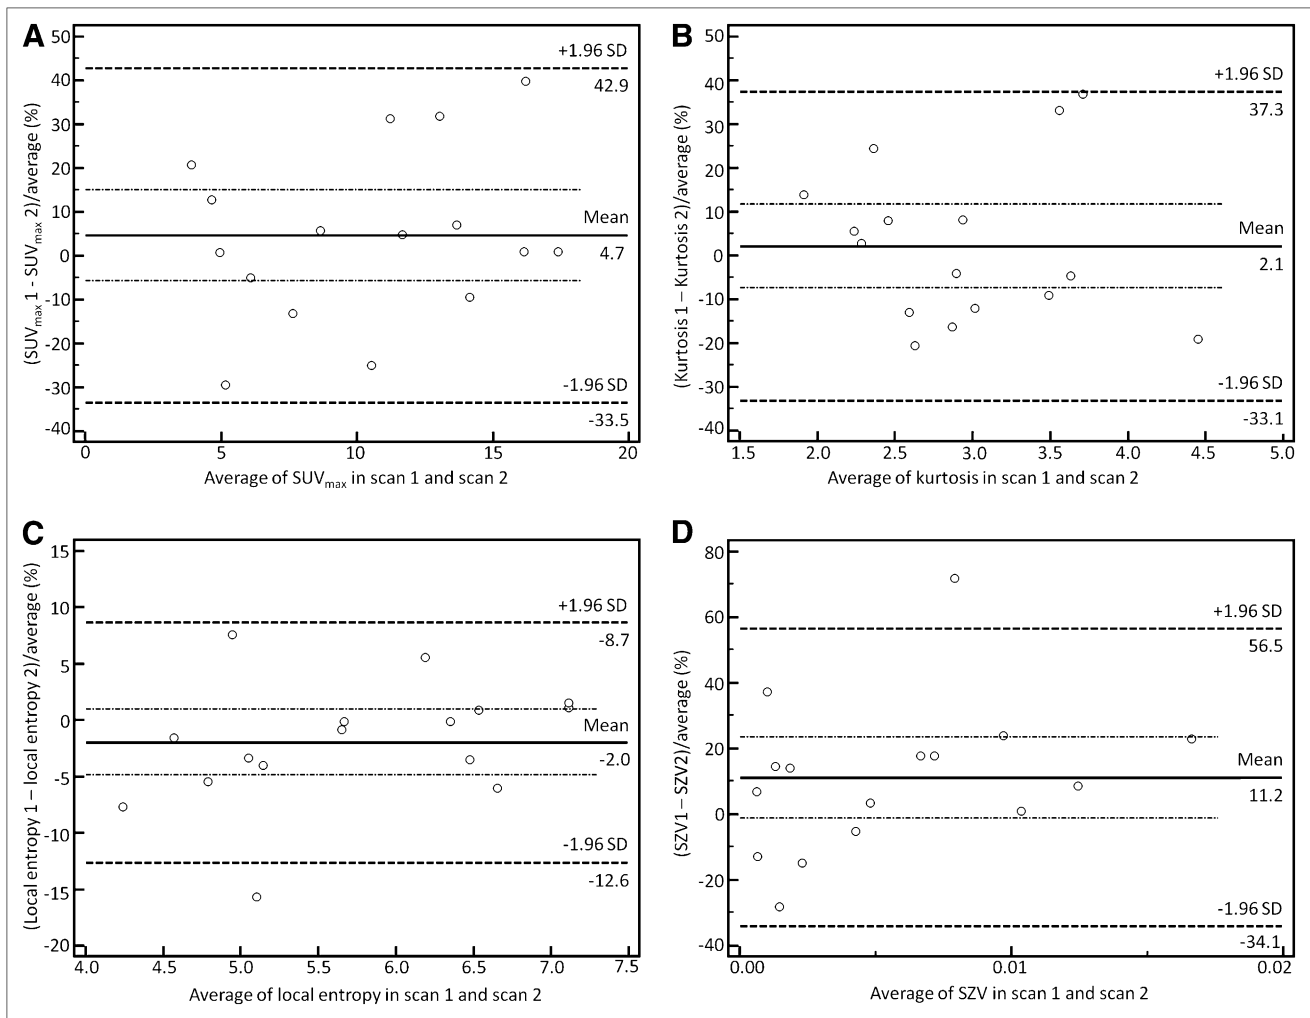 A
50
40
30
20
10
0
-10
-20
-30
-40
(SUVmax 1 - SUVmax 2)/average (%)
+1.96 SD
42.9
Mean
4.7
-1.96 SD
-33.5
0 5 10 15 20
Average of SUVmax in scan 1 and scan 2
B
50
40
30
20
10
0
-10
-20
-30
-40
(Kurtosis 1 – Kurtosis 2)/average (%)
+1.96 SD
37.3
Mean
2.1
-1.96 SD
-33.1
1.5 2.0 2.5 3.0 3.5 4.0 4.5 5.0
Average of kurtosis in scan 1 and scan 2
C
15
10
5
0
-5
-10
-15
-20
(Local entropy 1 – local entropy 2)/average (%)
+1.96 SD
-8.7
Mean
-2.0
-1.96 SD
-12.6
4.0 4.5 5.0 5.5 6.0 6.5 7.0 7.5
Average of local entropy in scan 1 and scan 2
D
80
60
40
20
0
-20
-40
(SZV1 – SZV2)/average (%)
+1.96 SD
56.5
Mean
11.2
-1.96 SD
-34.1
0.00 0.01 0.02
Average of SZV in scan 1 and scan 2